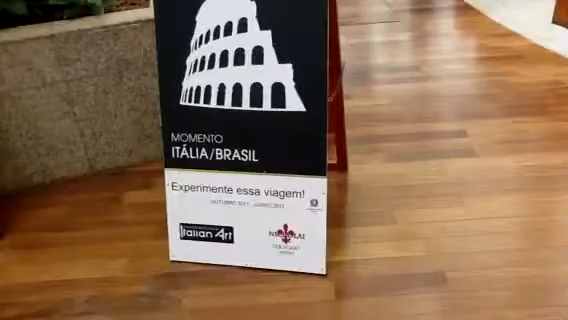 MOMENTO
ITÁLIA/BRASIL
Experimente essa viagem!
OUTUBRO 2011 - JUNHO 2012
Italian Art